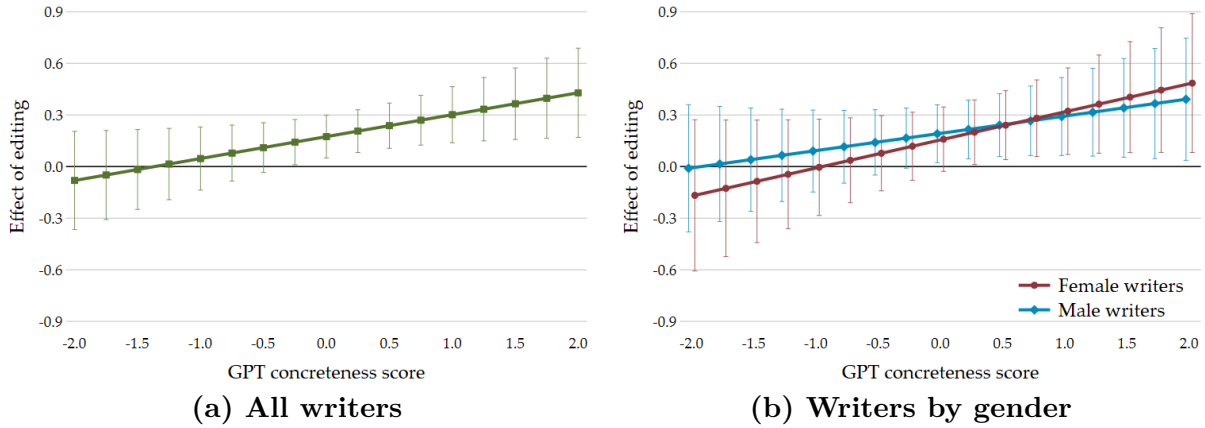 0.9
0.6
0.3
0.0
-0.3
-0.6
-0.9
Effect of editing
-2.0 -1.5 -1.0 -0.5 0.0 0.5 1.0 1.5 2.0
GPT concreteness score
(a) All writers
0.9
0.6
0.3
0.0
-0.3
-0.6
-0.9
Effect of editing
Female writers
Male writers
-2.0 -1.5 -1.0 -0.5 0.0 0.5 1.0 1.5 2.0
GPT concreteness score
(b) Writers by gender